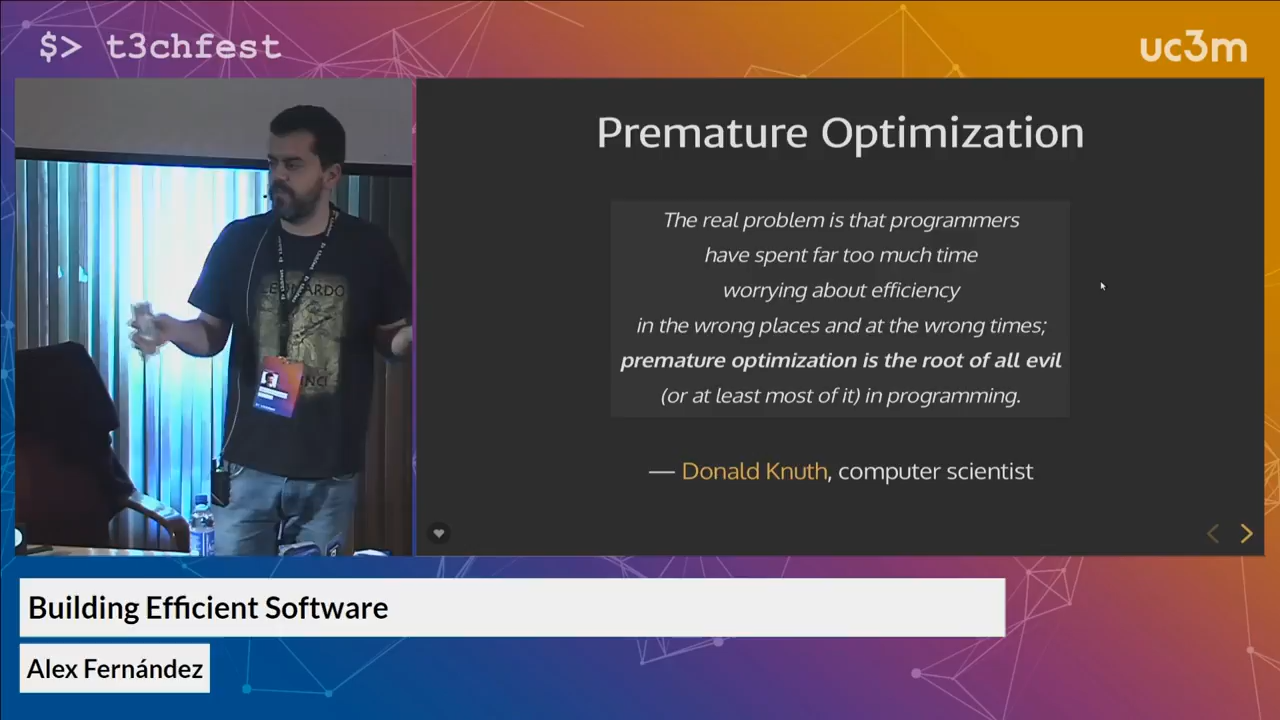 $> t3chfest
uc3m
Premature Optimization
The real problem is that programmers
have spent far too much time
worrying about efficiency
in the wrong places and at the wrong times;
premature optimization is the root of all evil
(or at least most of it) in programming.
— Donald Knuth, computer scientist
LEONARDO
Building Efficient Software
Alex Fernández